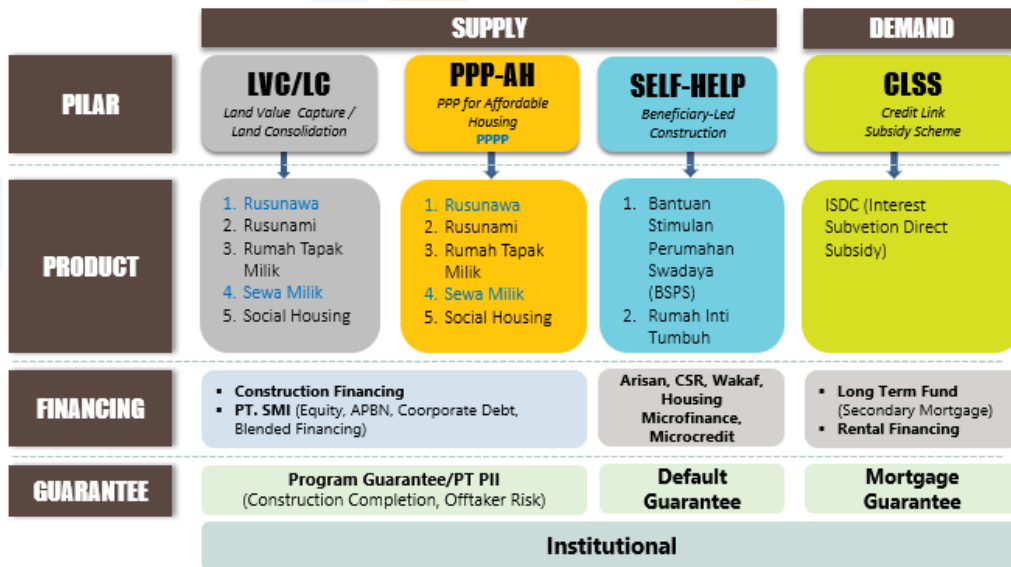 SUPPLY
DEMAND
PILAR
LVC/LC
Land Value Capture /
Land Consolidation
PPP-AH
PPP for Affordable
Housing
PPPP
SELF-HELP
Beneficiary-Led
Construction
CLSS
Credit Link
Subsidy Scheme
PRODUCT
1. Rusunawa
2. Rusunami
3. Rumah Tapak
Milik
4. Sewa Milik
5. Social Housing
1. Rusunawa
2. Rusunami
3. Rumah Tapak
Milik
4. Sewa Milik
5. Social Housing
1. Bantuan
Stimulan
Perumahan
Swadaya
(BSPS)
2. Rumah Inti
Tumbuh
ISDC (Interest
Subvetion Direct
Subsidy)
FINANCING
▪ Construction Financing
▪ PT. SMI (Equity, APBN, Coorporate Debt,
Blended Financing)
Arisan, CSR, Wakaf,
Housing
Microfinance,
Microcredit
▪ Long Term Fund
(Secondary Mortgage)
▪ Rental Financing
GUARANTEE
Program Guarantee/PT PII
(Construction Completion, Offtaker Risk)
Default
Guarantee
Mortgage
Guarantee
Institutional